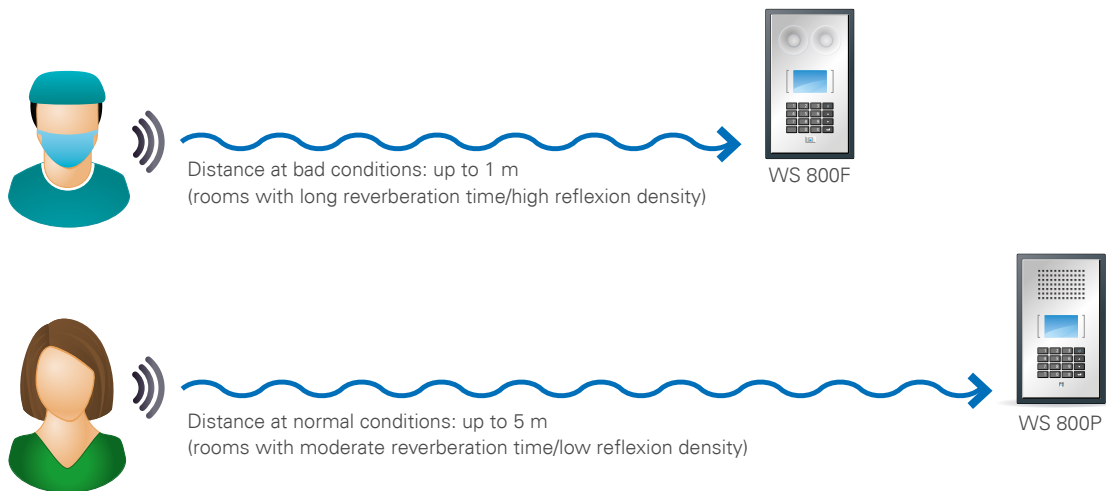 Distance at bad conditions: up to 1 m
(rooms with long reverberation time/high reflexion density)
WS 800F
Distance at normal conditions: up to 5 m
(rooms with moderate reverberation time/low reflexion density)
WS 800P